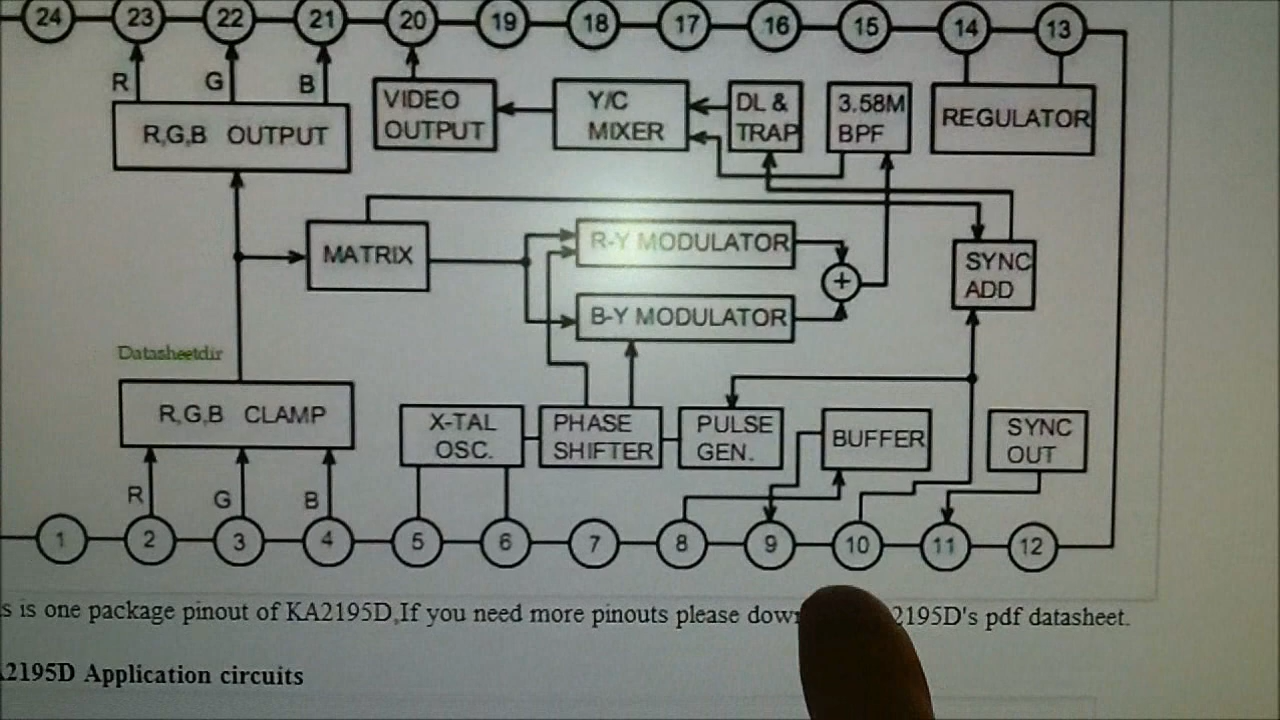 24 23 22 21 20 19 18 17 16 15 14 13
R G B
VIDEO
OUTPUT
Y/C
MIXER
DL &
TRAP
3.58M
BPF
REGULATOR
R,G,B OUTPUT
MATRIX
R-Y MODULATOR
+
SYNC
ADD
B-Y MODULATOR
Datasheetdir
R,G,B CLAMP
X-TAL
OSC.
PHASE
SHIFTER
PULSE
GEN.
BUFFER
SYNC
OUT
R G B
1 2 3 4 5 6 7 8 9 10 11 12
s is one package pinout of KA2195D,If you need more pinouts please dow 2195D's pdf datasheet.
A2195D Application circuits